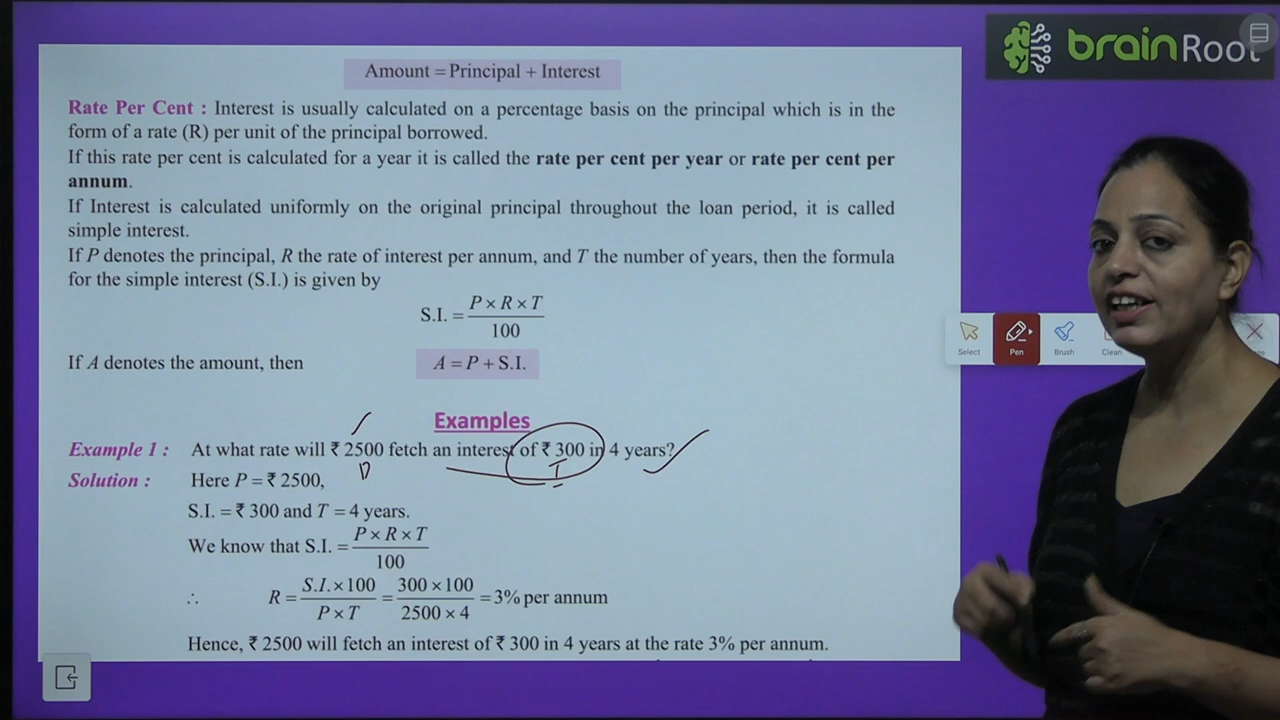 brainRoot
Amount = Principal + Interest
Rate Per Cent : Interest is usually calculated on a percentage basis on the principal which is in the
form of a rate (R) per unit of the principal borrowed.
If this rate per cent is calculated for a year it is called the rate per cent per year or rate per cent per
annum.
If Interest is calculated uniformly on the original principal throughout the loan period, it is called
simple interest.
If P denotes the principal, R the rate of interest per annum, and T the number of years, then the formula
for the simple interest (S.I.) is given by
S.I. = P × R × T / 100
If A denotes the amount, then A = P + S.I.
Select Pen Brush Clean
Examples
Example 1 : At what rate will ₹ 2500 fetch an interest of ₹ 300 in 4 years?
P I
Solution : Here P = ₹ 2500,
S.I. = ₹ 300 and T = 4 years.
We know that S.I. = P × R × T / 100
∴ R = S.I. × 100 / P × T = 300 × 100 / 2500 × 4 = 3% per annum
Hence, ₹ 2500 will fetch an interest of ₹ 300 in 4 years at the rate 3% per annum.